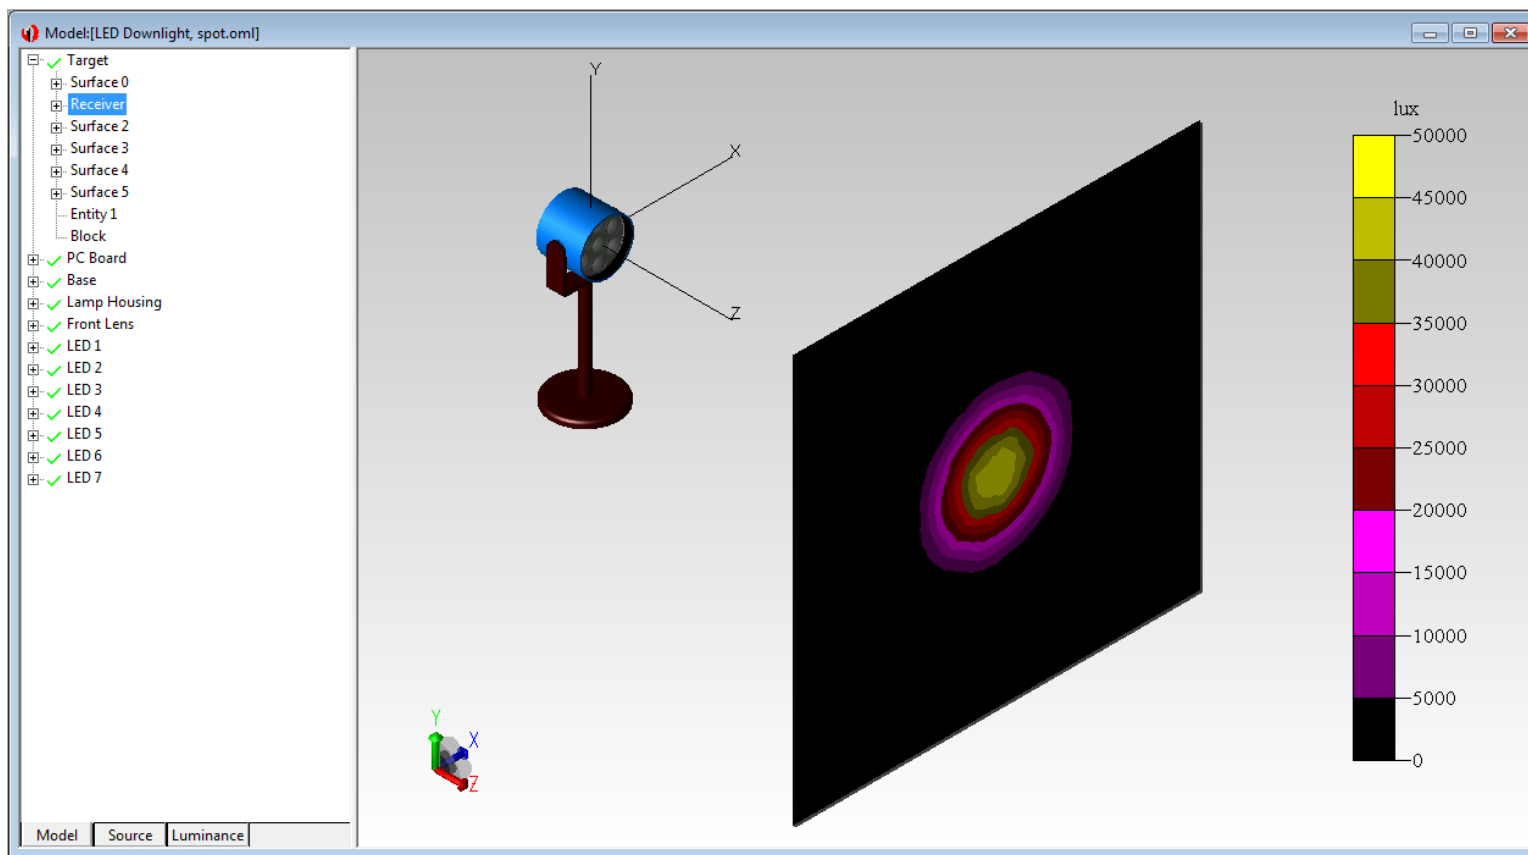 Model:[LED Downlight, spot.oml]
Target
Surface 0
Receiver
Surface 2
Surface 3
Surface 4
Surface 5
Entity 1
Block
PC Board
Base
Lamp Housing
Front Lens
LED 1
LED 2
LED 3
LED 4
LED 5
LED 6
LED 7
Model Source Luminance
Y
X
Z
Y
X
Z
lux
50000
45000
40000
35000
30000
25000
20000
15000
10000
5000
0